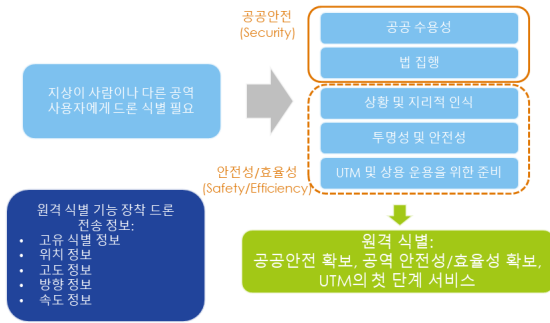 공공안전
(Security)
공공 수용성
법 집행
지상이 사람이나 다른 공역
사용자에게 드론 식별 필요
상황 및 지리적 인식
투명성 및 안전성
안전성/효율성
(Safety/Efficiency)
UTM 및 상용 운용을 위한 준비
원격 식별 기능 장착 드론
전송 정보:
• 고유 식별 정보
• 위치 정보
• 고도 정보
• 방향 정보
• 속도 정보
원격 식별:
공공안전 확보, 공역 안전성/효율성 확보,
UTM의 첫 단계 서비스